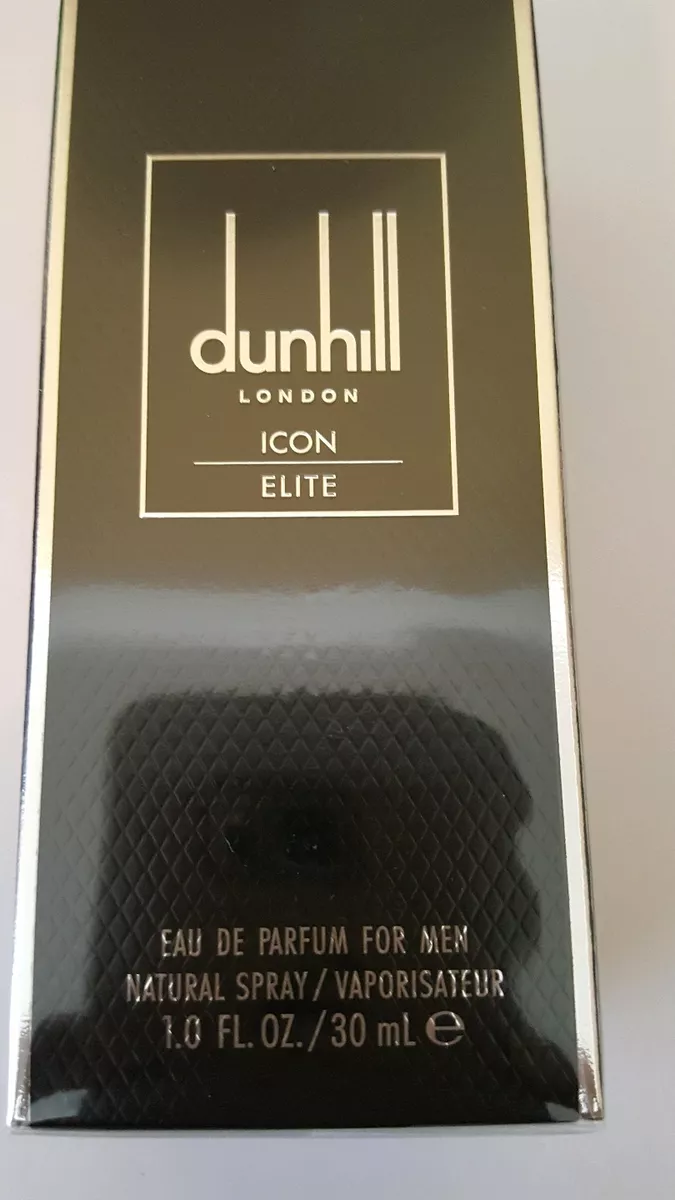 dunhill
LONDON
ICON
ELITE
EAU DE PARFUM FOR MEN
NATURAL SPRAY/VAPORISATEUR
1.0 FL.OZ./30 mL ℮